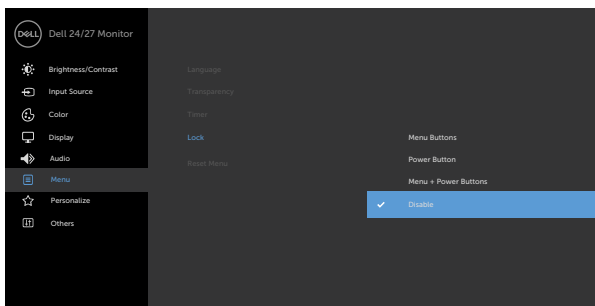 DELL Dell 24/27 Monitor
Brightness/Contrast
Input Source
Color
Display
Audio
Menu
Personalize
Others
Language
Transparency
Timer
Lock
Reset Menu
Menu Buttons
Power Button
Menu + Power Buttons
Disable